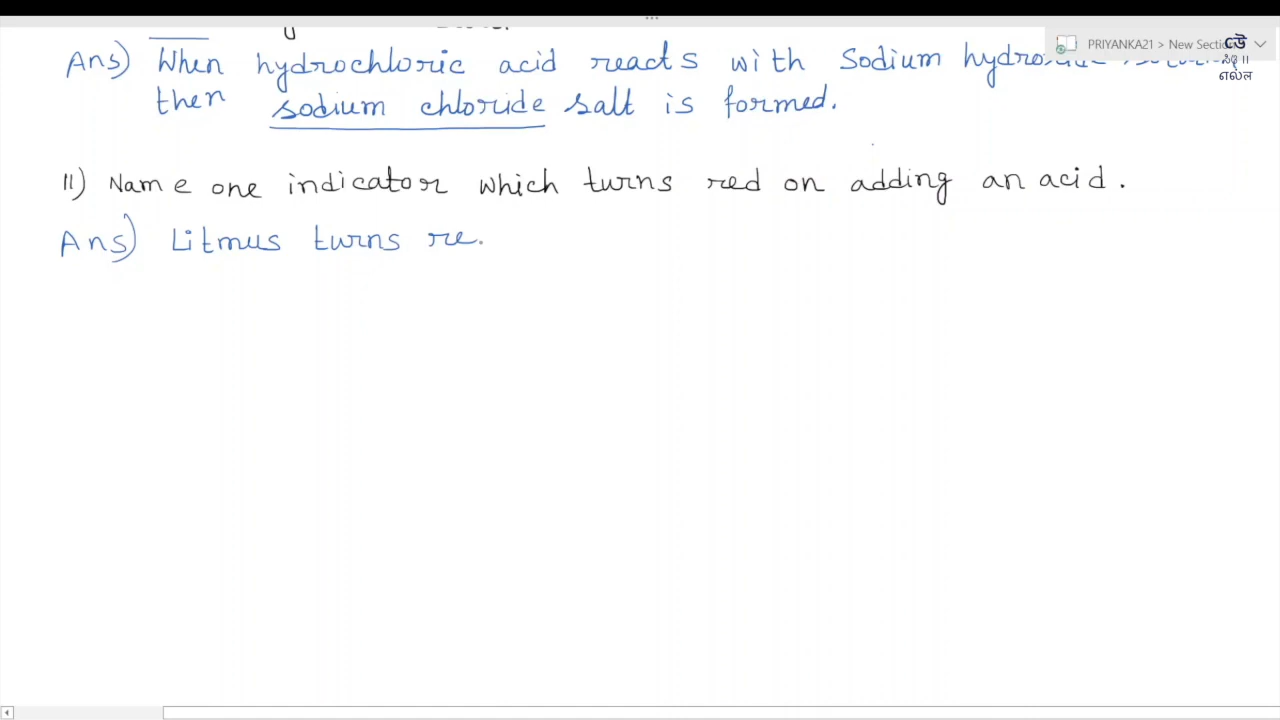 PRIYANKA21 > New Section
Ans) When hydrochloric acid reacts with Sodium
then sodium chloride salt is formed.
11) Name one indicator which turns red on adding an acid.
Ans) Litmus turns re